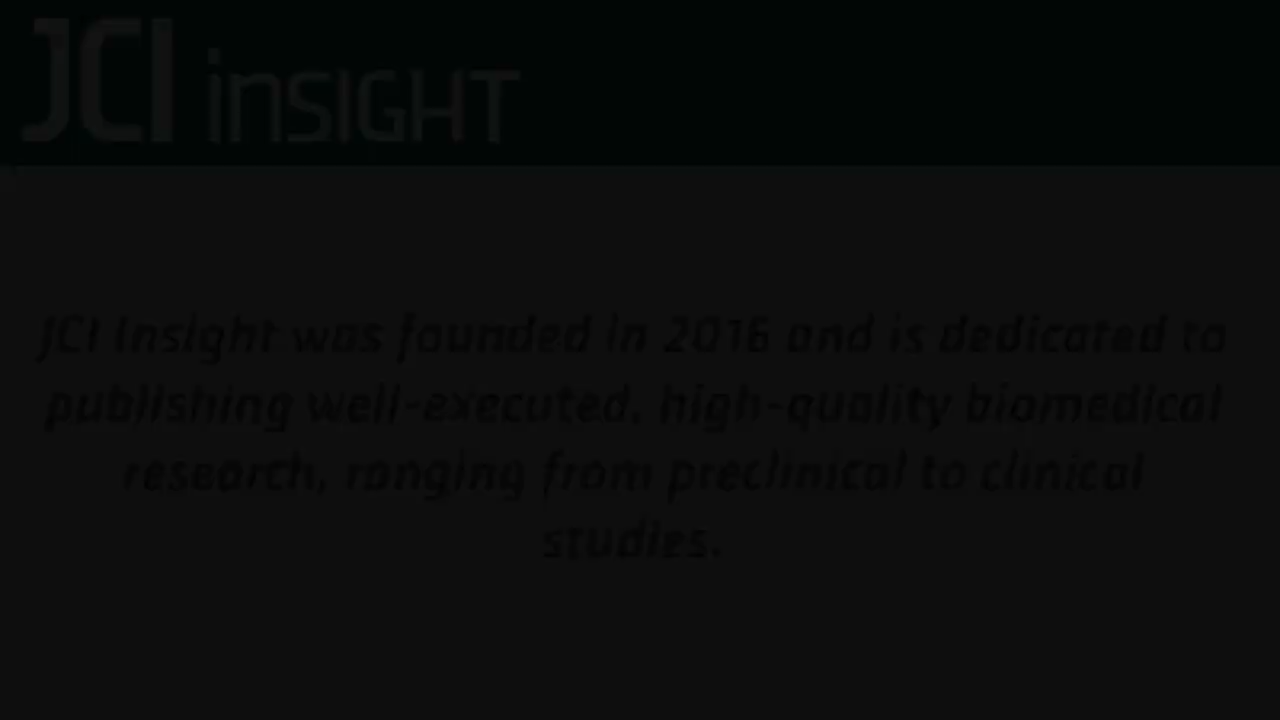 JCI inSIGHT
JCI Insight was founded in 2016 and is dedicated to
publishing well-executed, high-quality biomedical
research, ranging from preclinical to clinical
studies.